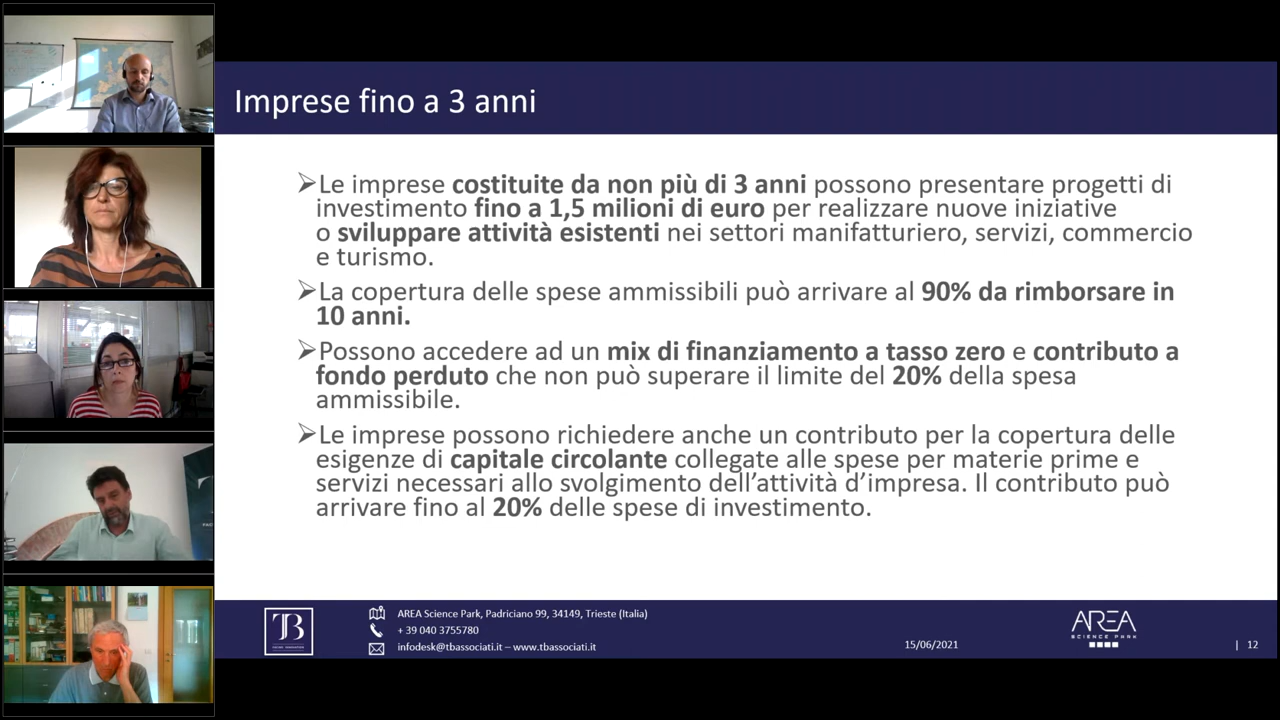 Imprese fino a 3 anni
➢Le imprese costituite da non più di 3 anni possono presentare progetti di
investimento fino a 1,5 milioni di euro per realizzare nuove iniziative
o sviluppare attività esistenti nei settori manifatturiero, servizi, commercio
e turismo.
➢La copertura delle spese ammissibili può arrivare al 90% da rimborsare in
10 anni.
➢Possono accedere ad un mix di finanziamento a tasso zero e contributo a
fondo perduto che non può superare il limite del 20% della spesa
ammissibile.
➢Le imprese possono richiedere anche un contributo per la copertura delle
esigenze di capitale circolante collegate alle spese per materie prime e
servizi necessari allo svolgimento dell’attività d’impresa. Il contributo può
arrivare fino al 20% delle spese di investimento.
TB
AREA Science Park, Padriciano 99, 34149, Trieste (Italia)
+ 39 040 3755780
infodesk@tbassociati.it – www.tbassociati.it
15/06/2021
AREA
SCIENCE PARK
| 12